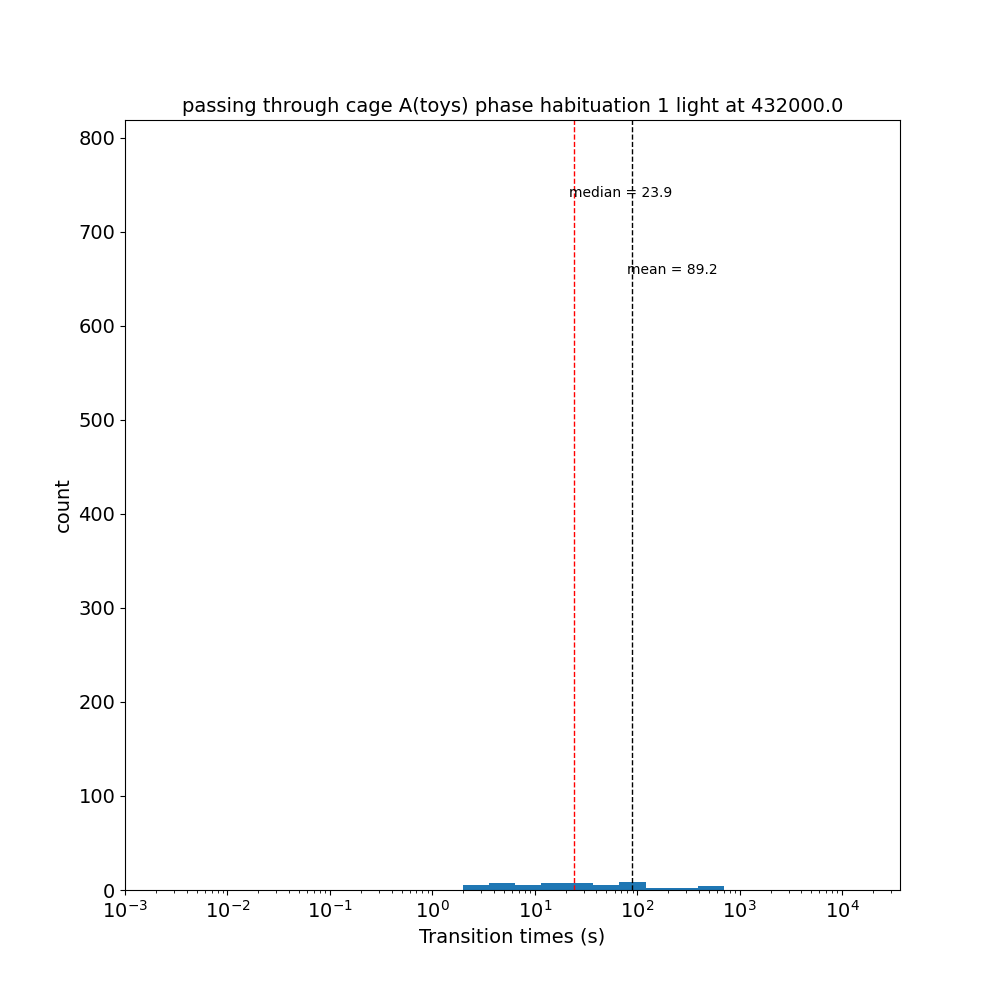 passing through cage A(toys) phase habituation 1 light at 432000.0
800
700
600
500
400
300
200
100
0
count
median = 23.9
mean = 89.2
10⁻³ 10⁻² 10⁻¹ 10⁰ 10¹ 10² 10³ 10⁴
Transition times (s)